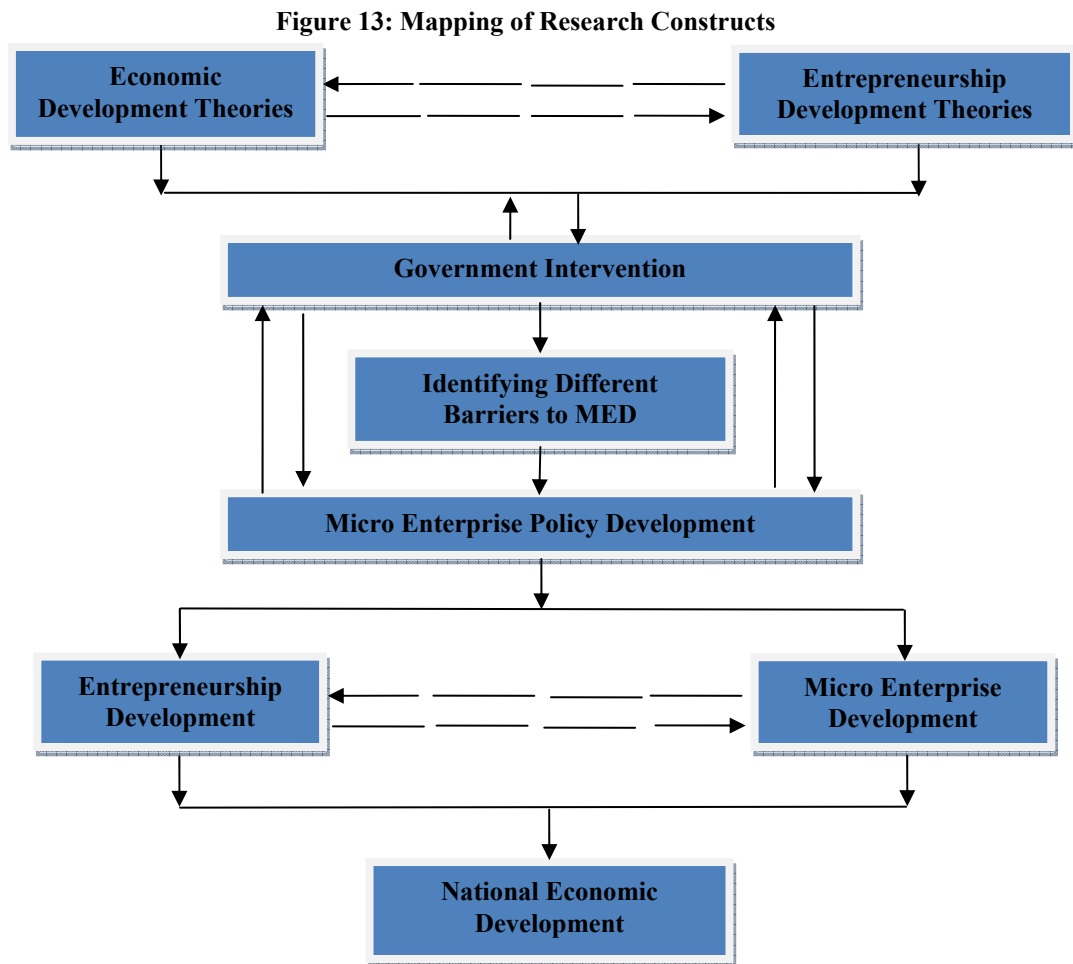 Figure 13: Mapping of Research Constructs
Economic
Development Theories
Entrepreneurship
Development Theories
Government Intervention
Identifying Different
Barriers to MED
Micro Enterprise Policy Development
Entrepreneurship
Development
Micro Enterprise
Development
National Economic
Development